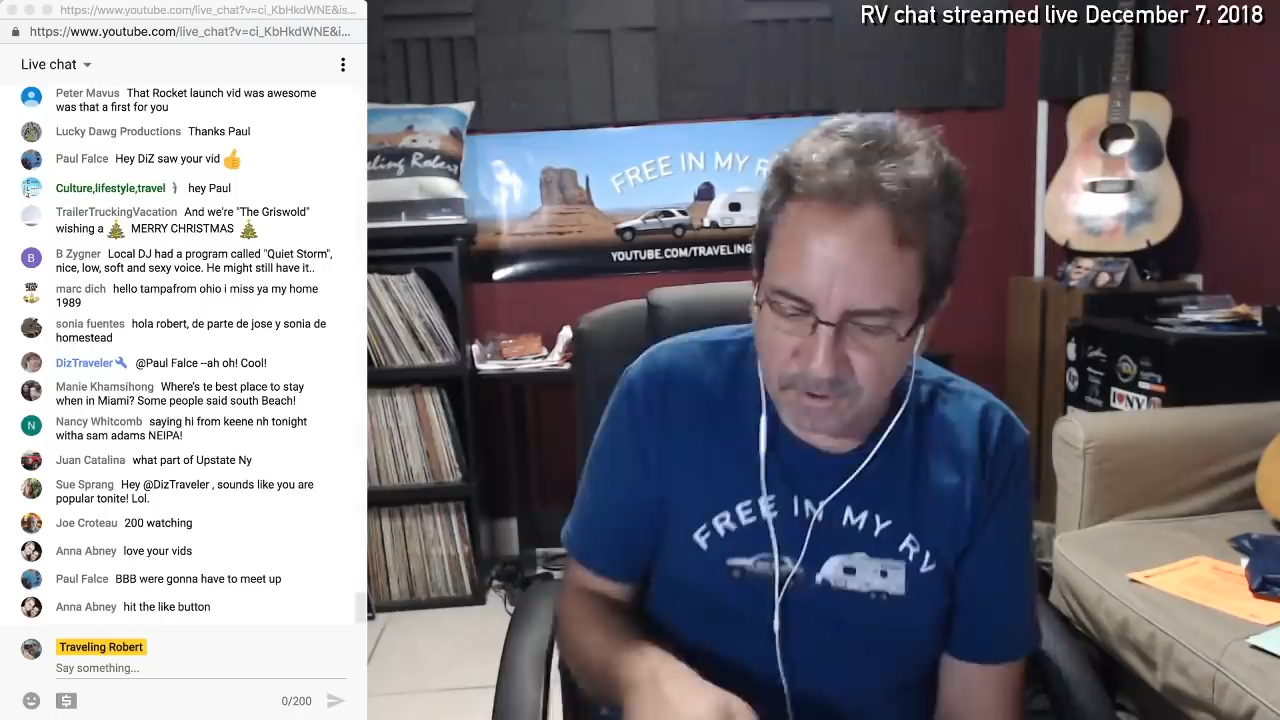 https://www.youtube.com/live_chat?v=ci_KbHkdWNE&is...
https://www.youtube.com/live_chat?v=ci_KbHkdWNE&i...
Live chat
Peter Mavus That Rocket launch vid was awesome
was that a first for you
Lucky Dawg Productions Thanks Paul
Paul Falce Hey DiZ saw your vid 👍
Culture,lifestyle,travel hey Paul
TrailerTruckingVacation And we're "The Griswold"
wishing a 🎄 MERRY CHRISTMAS 🎄
B
B Zygner Local DJ had a program called "Quiet Storm",
nice, low, soft and sexy voice. He might still have it..
marc dich hello tampafrom ohio i miss ya my home
1989
sonia fuentes hola robert, de parte de jose y sonia de
homestead
DizTraveler @Paul Falce --ah oh! Cool!
Manie Khamsihong Where's te best place to stay
when in Miami? Some people said south Beach!
N
Nancy Whitcomb saying hi from keene nh tonight
witha sam adams NEIPA!
Juan Catalina what part of Upstate Ny
Sue Sprang Hey @DizTraveler , sounds like you are
popular tonite! Lol.
Joe Croteau 200 watching
Anna Abney love your vids
Paul Falce BBB were gonna have to meet up
Anna Abney hit the like button
Traveling Robert
Say something...
0/200
RV chat streamed live December 7, 2018
eling Robert
FREE IN MY R
YOUTUBE.COM/TRAVELING
FREE IN MY RV
I ♥ NY